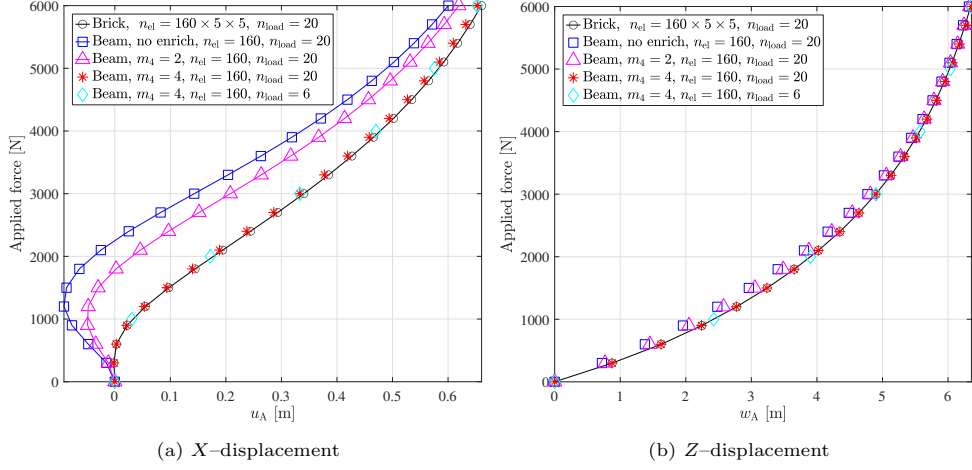 Brick, n_el = 160 × 5 × 5, n_load = 20
Beam, no enrich, n_el = 160, n_load = 20
Beam, m_4 = 2, n_el = 160, n_load = 20
Beam, m_4 = 4, n_el = 160, n_load = 20
Beam, m_4 = 4, n_el = 160, n_load = 6
Applied force [N]
6000
5000
4000
3000
2000
1000
0
0 0.1 0.2 0.3 0.4 0.5 0.6
u_A [m]
(a) X–displacement
Brick, n_el = 160 × 5 × 5, n_load = 20
Beam, no enrich, n_el = 160, n_load = 20
Beam, m_4 = 2, n_el = 160, n_load = 20
Beam, m_4 = 4, n_el = 160, n_load = 20
Beam, m_4 = 4, n_el = 160, n_load = 6
Applied force [N]
6000
5000
4000
3000
2000
1000
0
0 1 2 3 4 5 6
w_A [m]
(b) Z–displacement